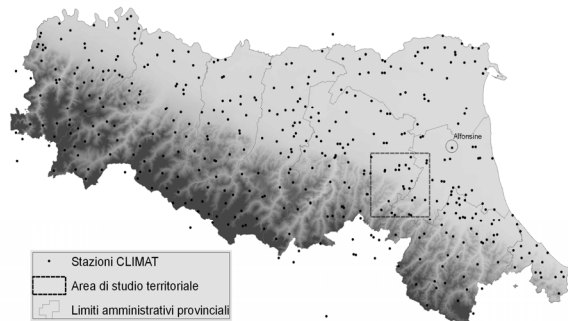 Alfonsine
Stazioni CLIMAT
Area di studio territoriale
Limiti amministrativi provinciali